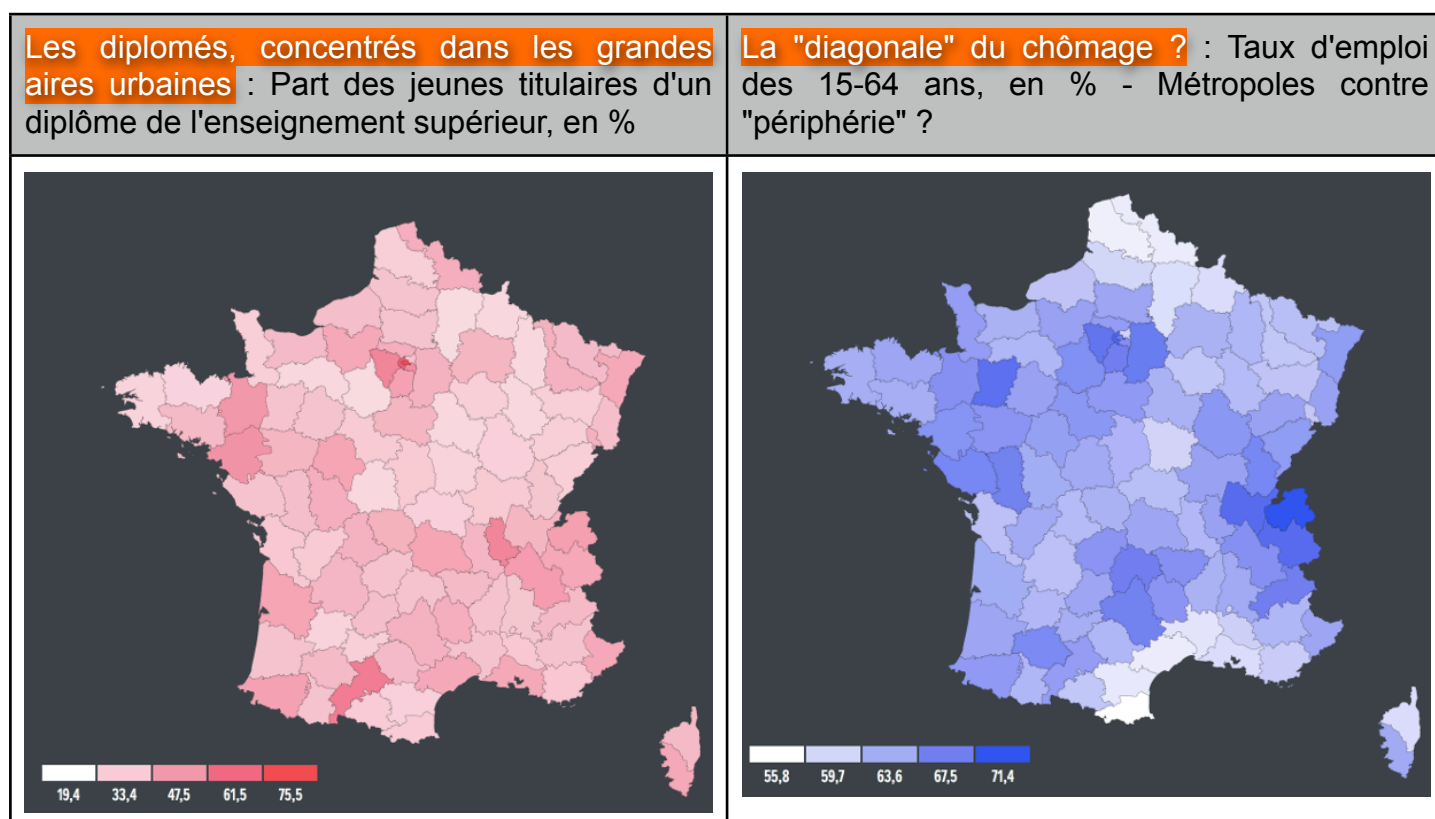 Les diplomés, concentrés dans les grandes
aires urbaines : Part des jeunes titulaires d'un
diplôme de l'enseignement supérieur, en %
La "diagonale" du chômage ? : Taux d'emploi
des 15-64 ans, en % - Métropoles contre
"périphérie" ?
19,4 33,4 47,5 61,5 75,5
55,8 59,7 63,6 67,5 71,4